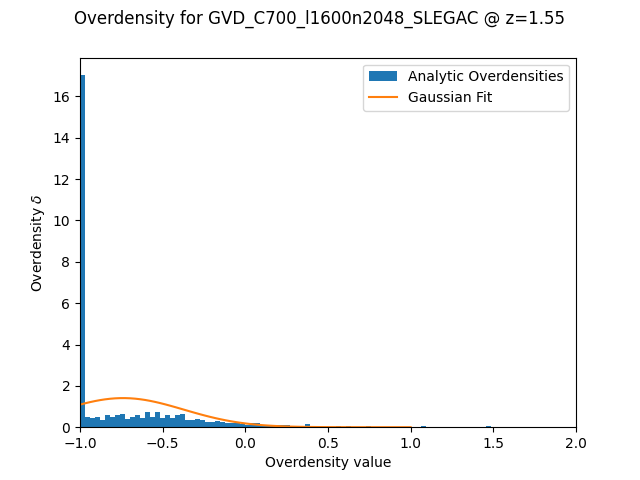 Overdensity for GVD_C700_l1600n2048_SLEGAC @ z=1.55
Analytic Overdensities
Gaussian Fit
Overdensity δ
16
14
12
10
8
6
4
2
0
−1.0 −0.5 0.0 0.5 1.0 1.5 2.0
Overdensity value